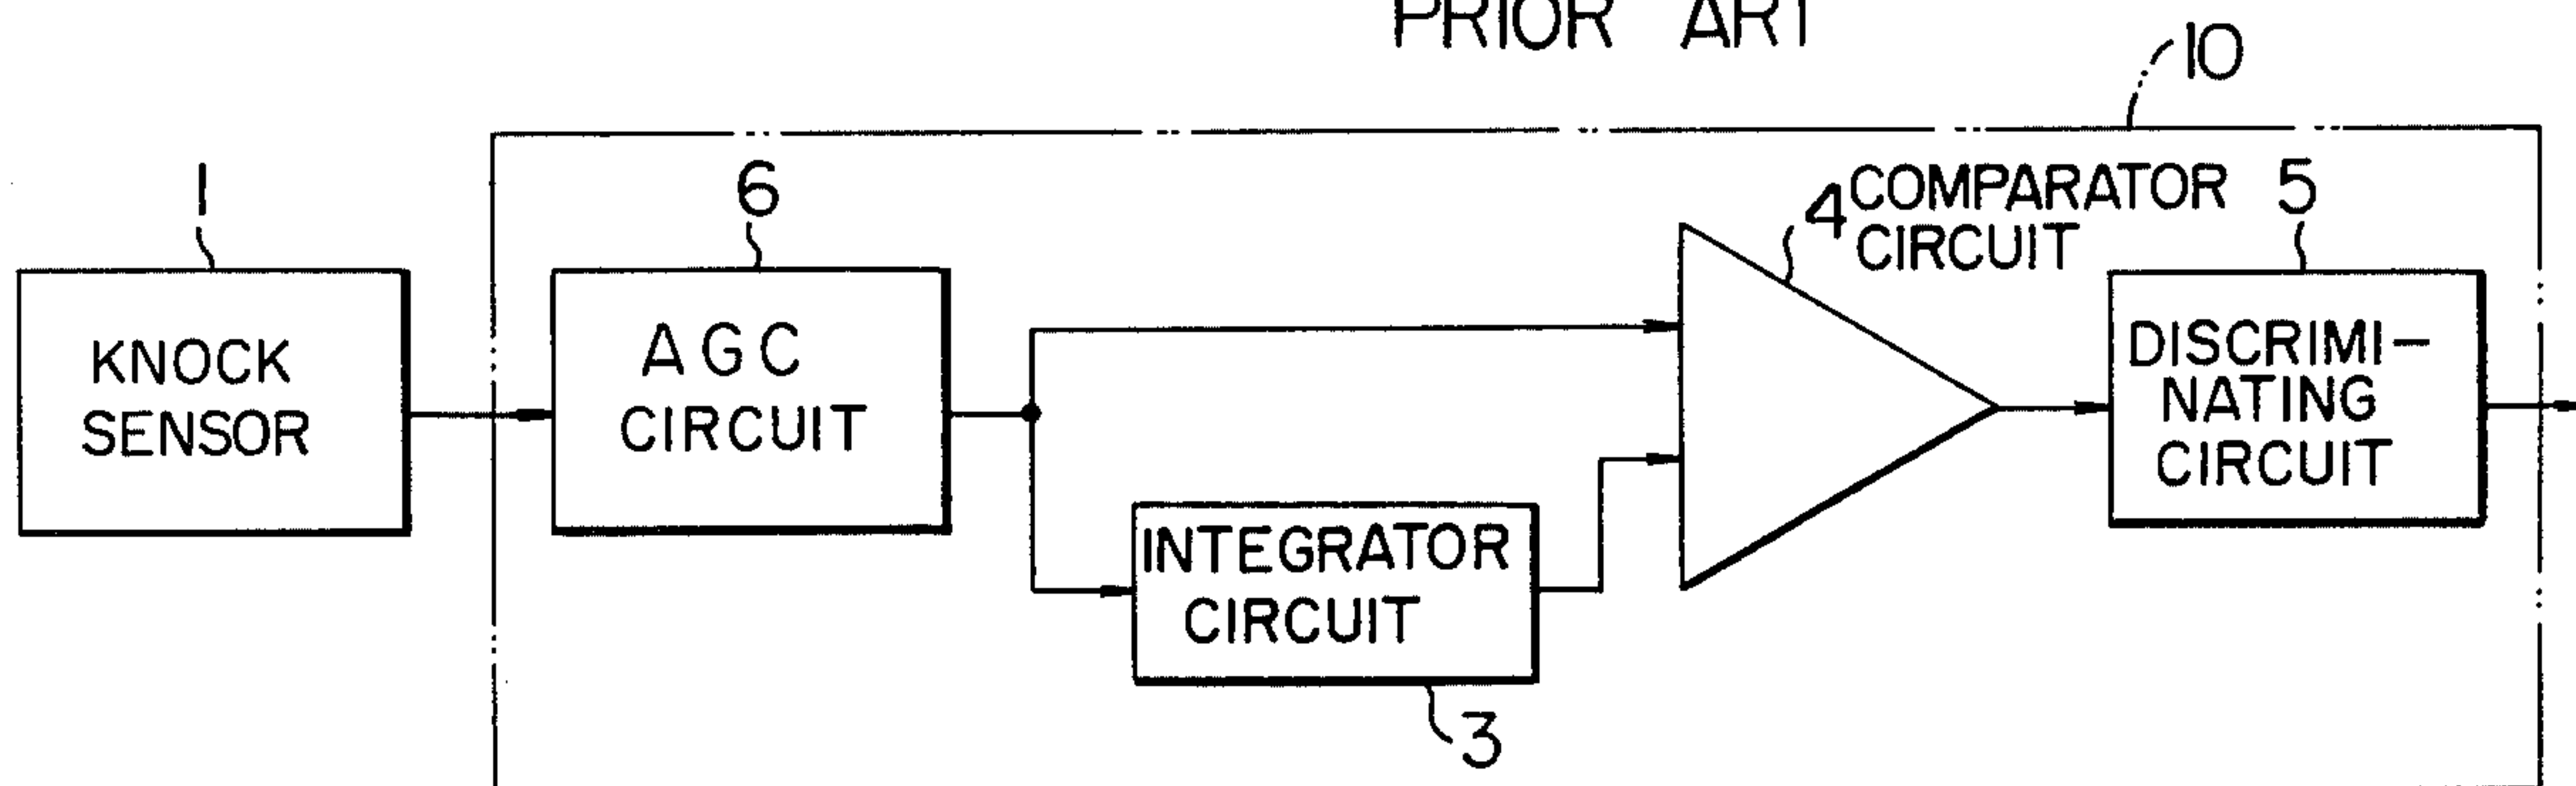 PRIOR ART
10
1
6
4 COMPARATOR
CIRCUIT
5
KNOCK
SENSOR
AGC
CIRCUIT
DISCRIMI-
NATING
CIRCUIT
INTEGRATOR
CIRCUIT
3